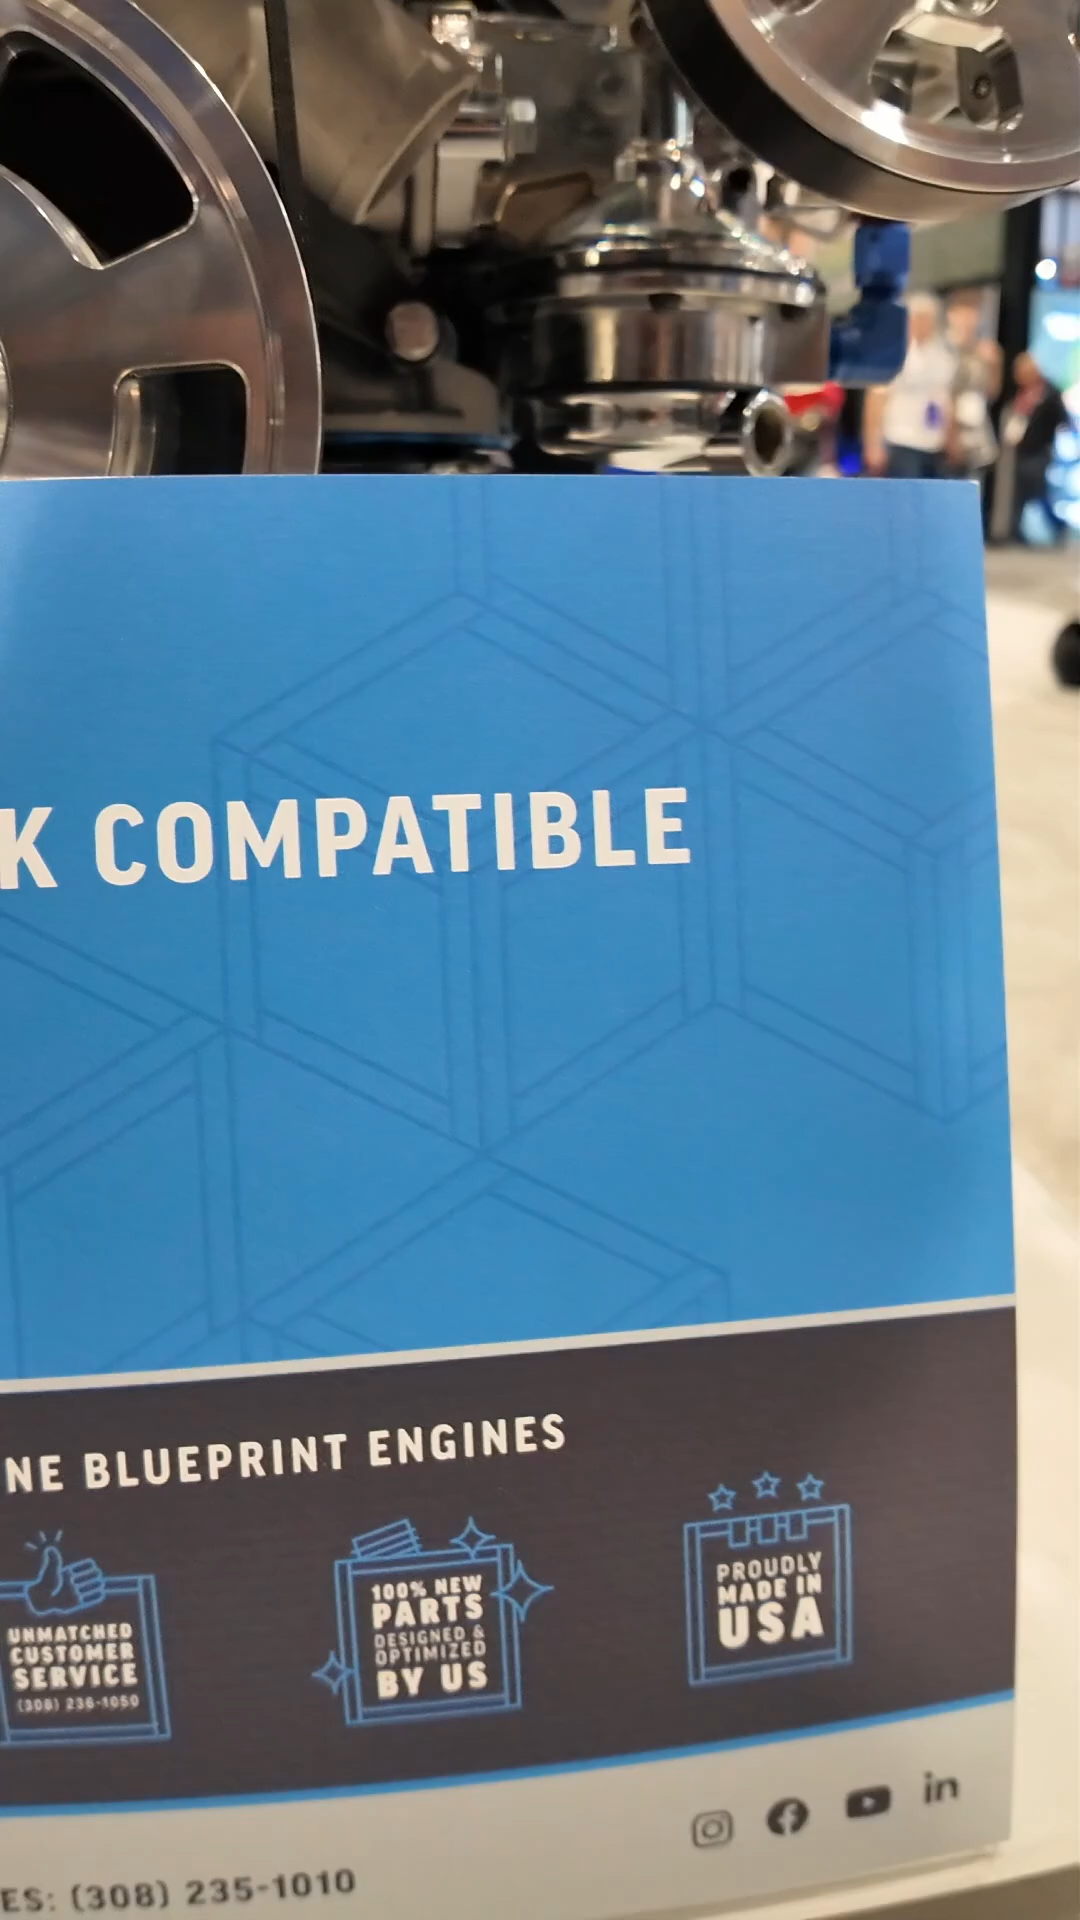 K COMPATIBLE
NE BLUEPRINT ENGINES
UNMATCHED
CUSTOMER
SERVICE
(308) 236-1050
100% NEW
PARTS
DESIGNED &
OPTIMIZED
BY US
PROUDLY
MADE IN
USA
in
ES: (308) 235-1010